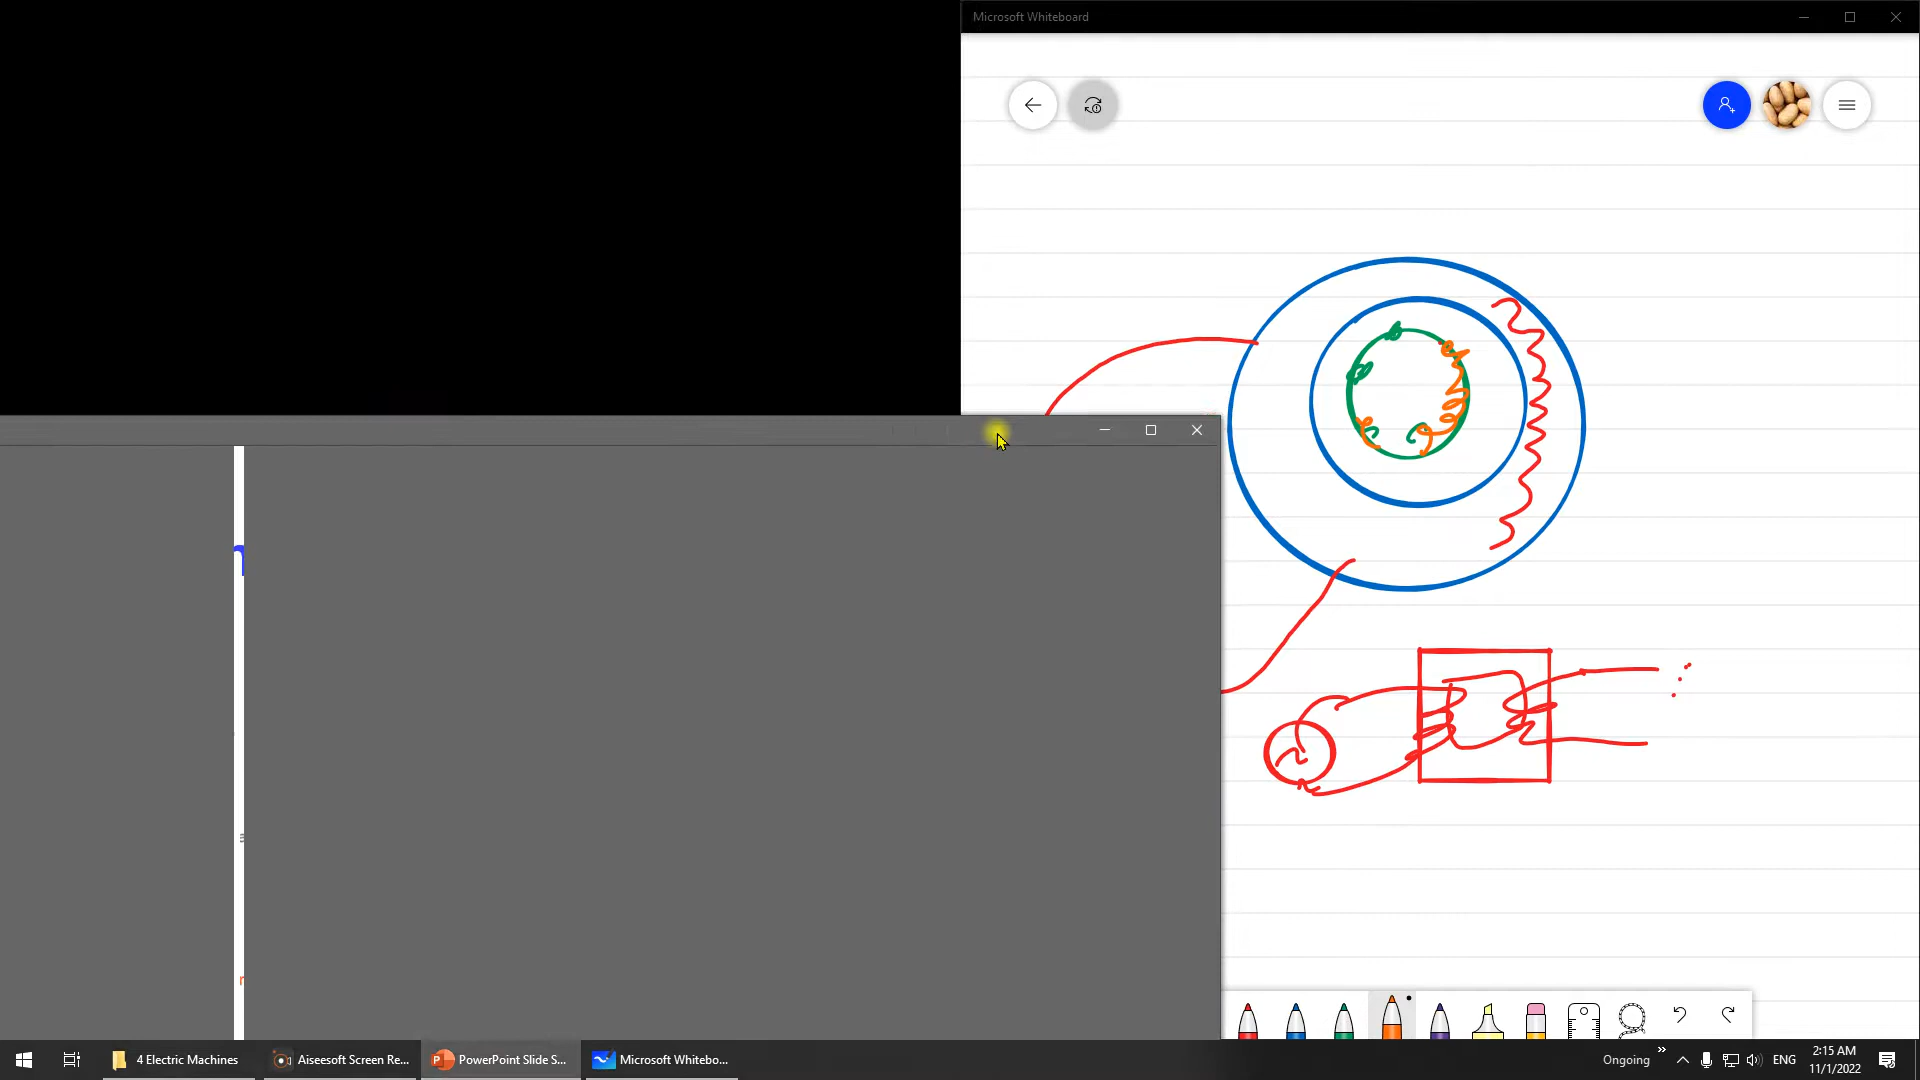 Microsoft Whiteboard
4 Electric Machines
Aiseesoft Screen Re...
PowerPoint Slide S...
Microsoft Whitebo...
Ongoing
ENG
2:15 AM
11/1/2022